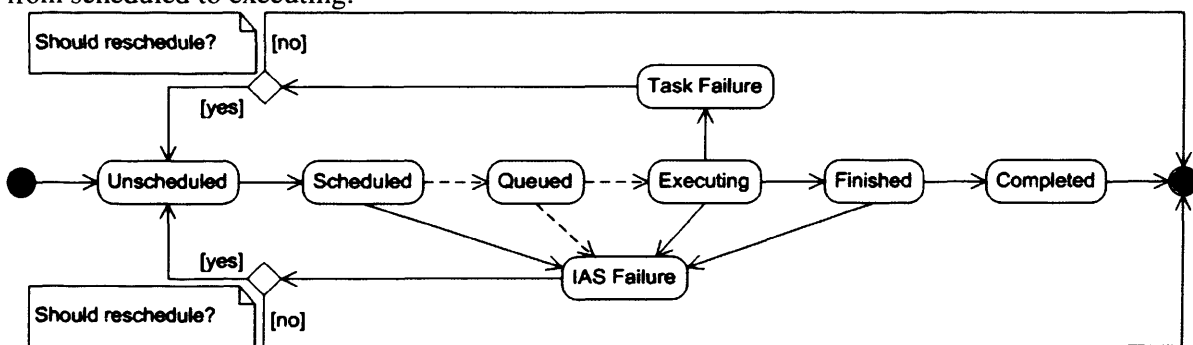 from scheduled to executing.
Should reschedule?
[no]
Task Failure
[yes]
Unscheduled
Scheduled
Queued
Executing
Finished
Completed
[yes]
IAS Failure
Should reschedule?
[no]